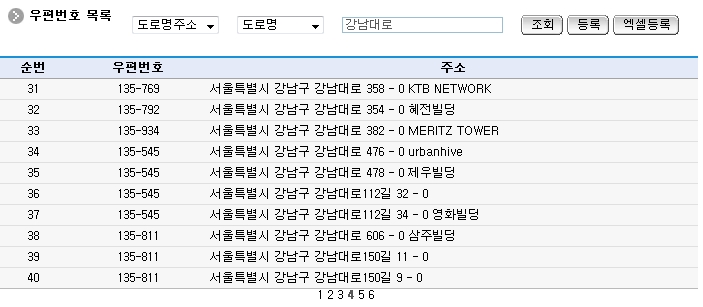 우편번호 목록 도로명주소 도로명 강남대로 조회 등록 엑셀등록
순번 우편번호 주소
31 135-769 서울특별시 강남구 강남대로 358 - 0 KTB NETWORK
32 135-792 서울특별시 강남구 강남대로 354 - 0 혜전빌딩
33 135-934 서울특별시 강남구 강남대로 382 - 0 MERITZ TOWER
34 135-545 서울특별시 강남구 강남대로 476 - 0 urbanhive
35 135-545 서울특별시 강남구 강남대로 478 - 0 제우빌딩
36 135-545 서울특별시 강남구 강남대로112길 32 - 0
37 135-545 서울특별시 강남구 강남대로112길 34 - 0 영화빌딩
38 135-811 서울특별시 강남구 강남대로 606 - 0 삼주빌딩
39 135-811 서울특별시 강남구 강남대로150길 11 - 0
40 135-811 서울특별시 강남구 강남대로150길 9 - 0
1 2 3 4 5 6